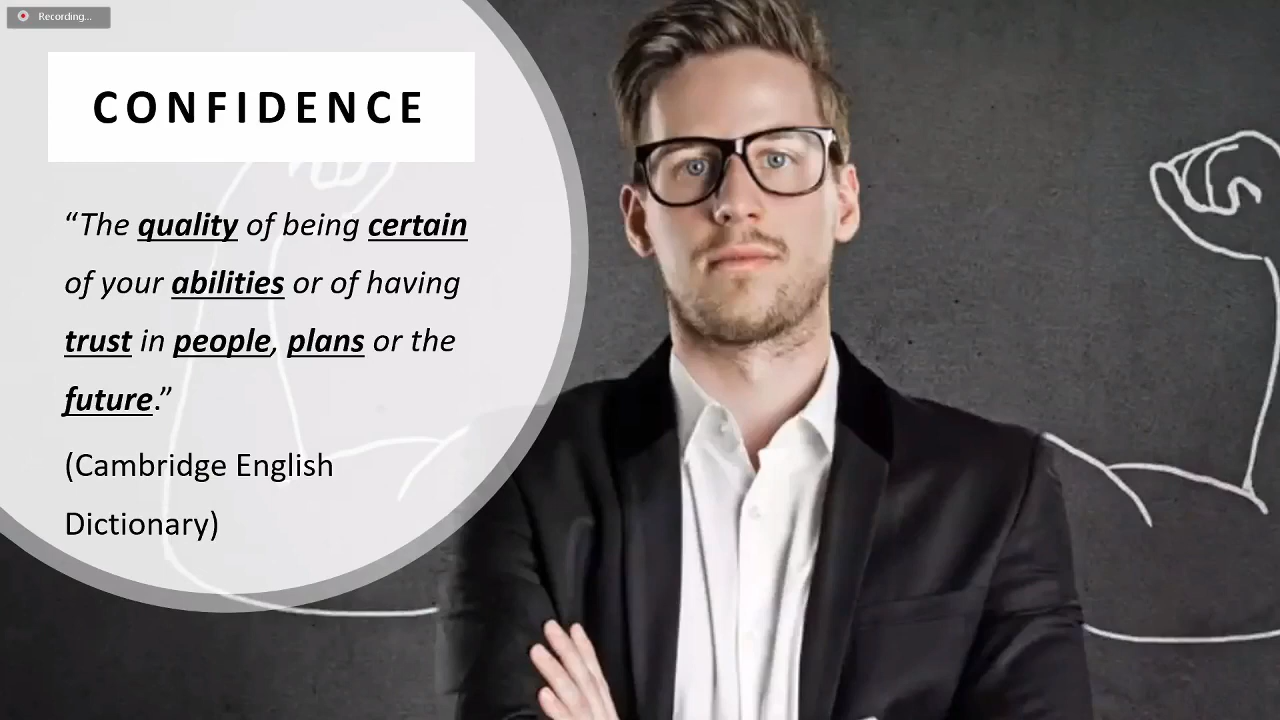 Recording...
CONFIDENCE
“The quality of being certain
of your abilities or of having
trust in people, plans or the
future.”
(Cambridge English
Dictionary)